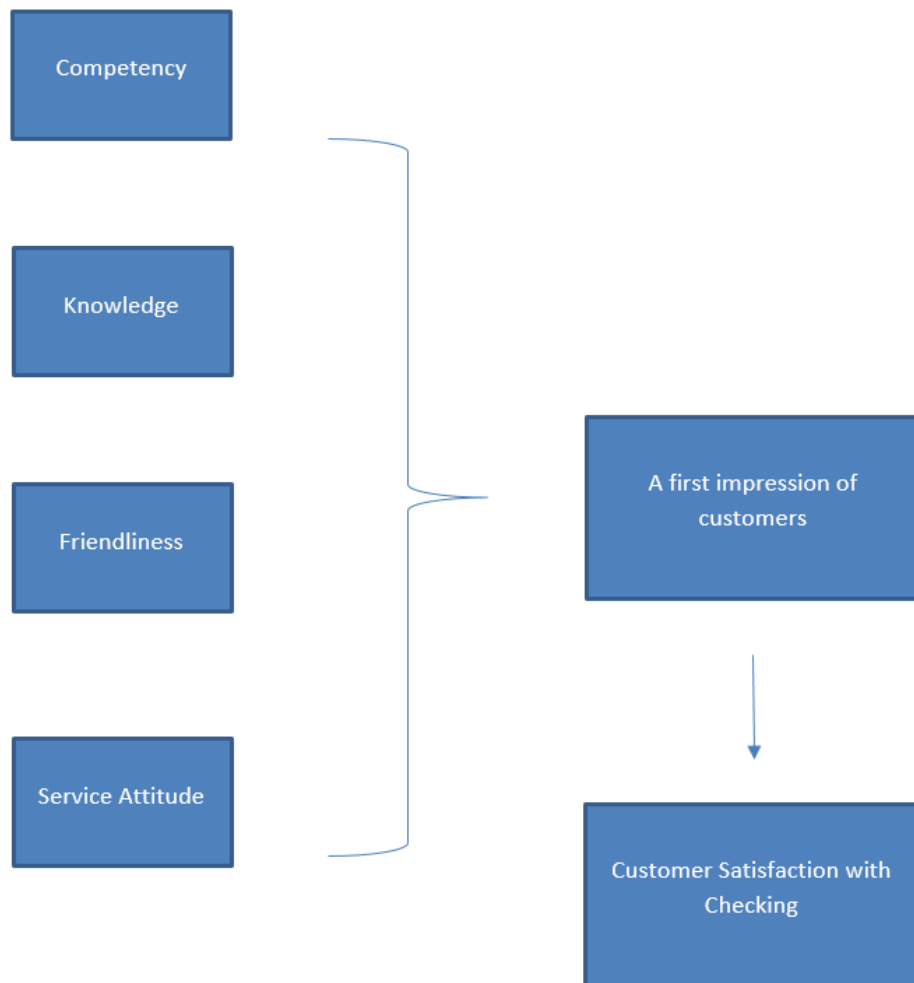 Competency
Knowledge
Friendliness
Service Attitude
A first impression of
customers
Customer Satisfaction with
Checking